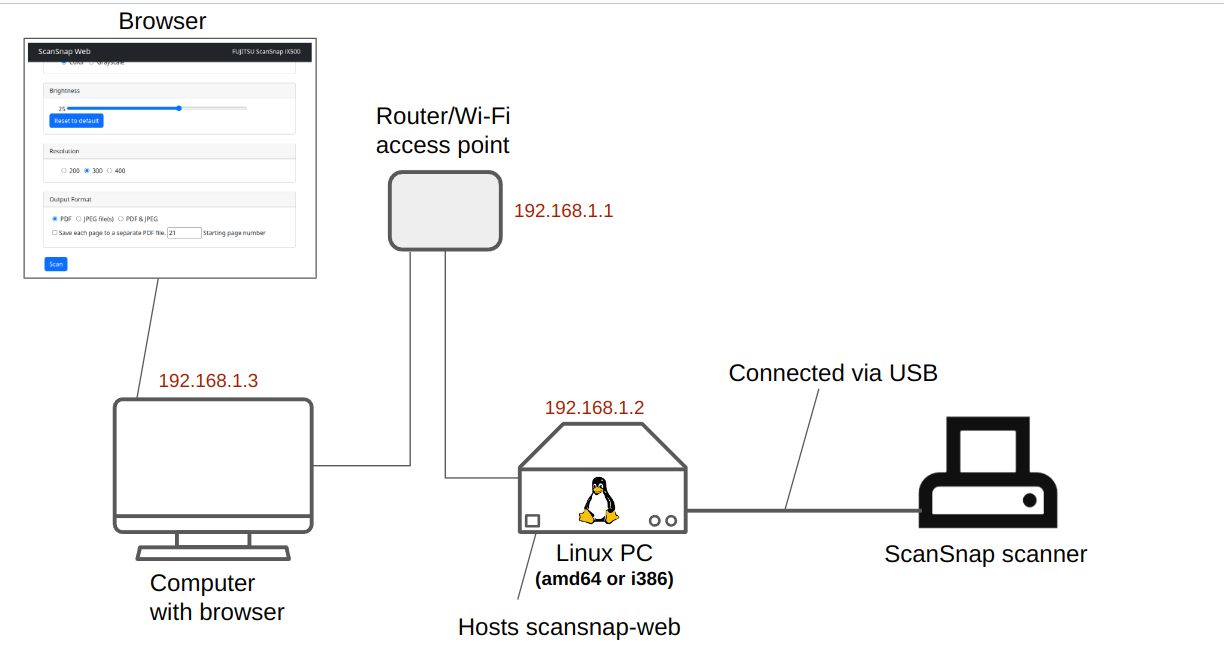 Browser
ScanSnap Web
FUJITSU ScanSnap iX500
Color Grayscale
Brightness
25
Reset to default
Resolution
200 300 400
Output Format
PDF JPEG file(s) PDF & JPEG
Save each page to a separate PDF file. 21 Starting page number
Scan
Router/Wi-Fi
access point
192.168.1.1
192.168.1.3
Connected via USB
192.168.1.2
Linux PC
(amd64 or i386)
ScanSnap scanner
Computer
with browser
Hosts scansnap-web